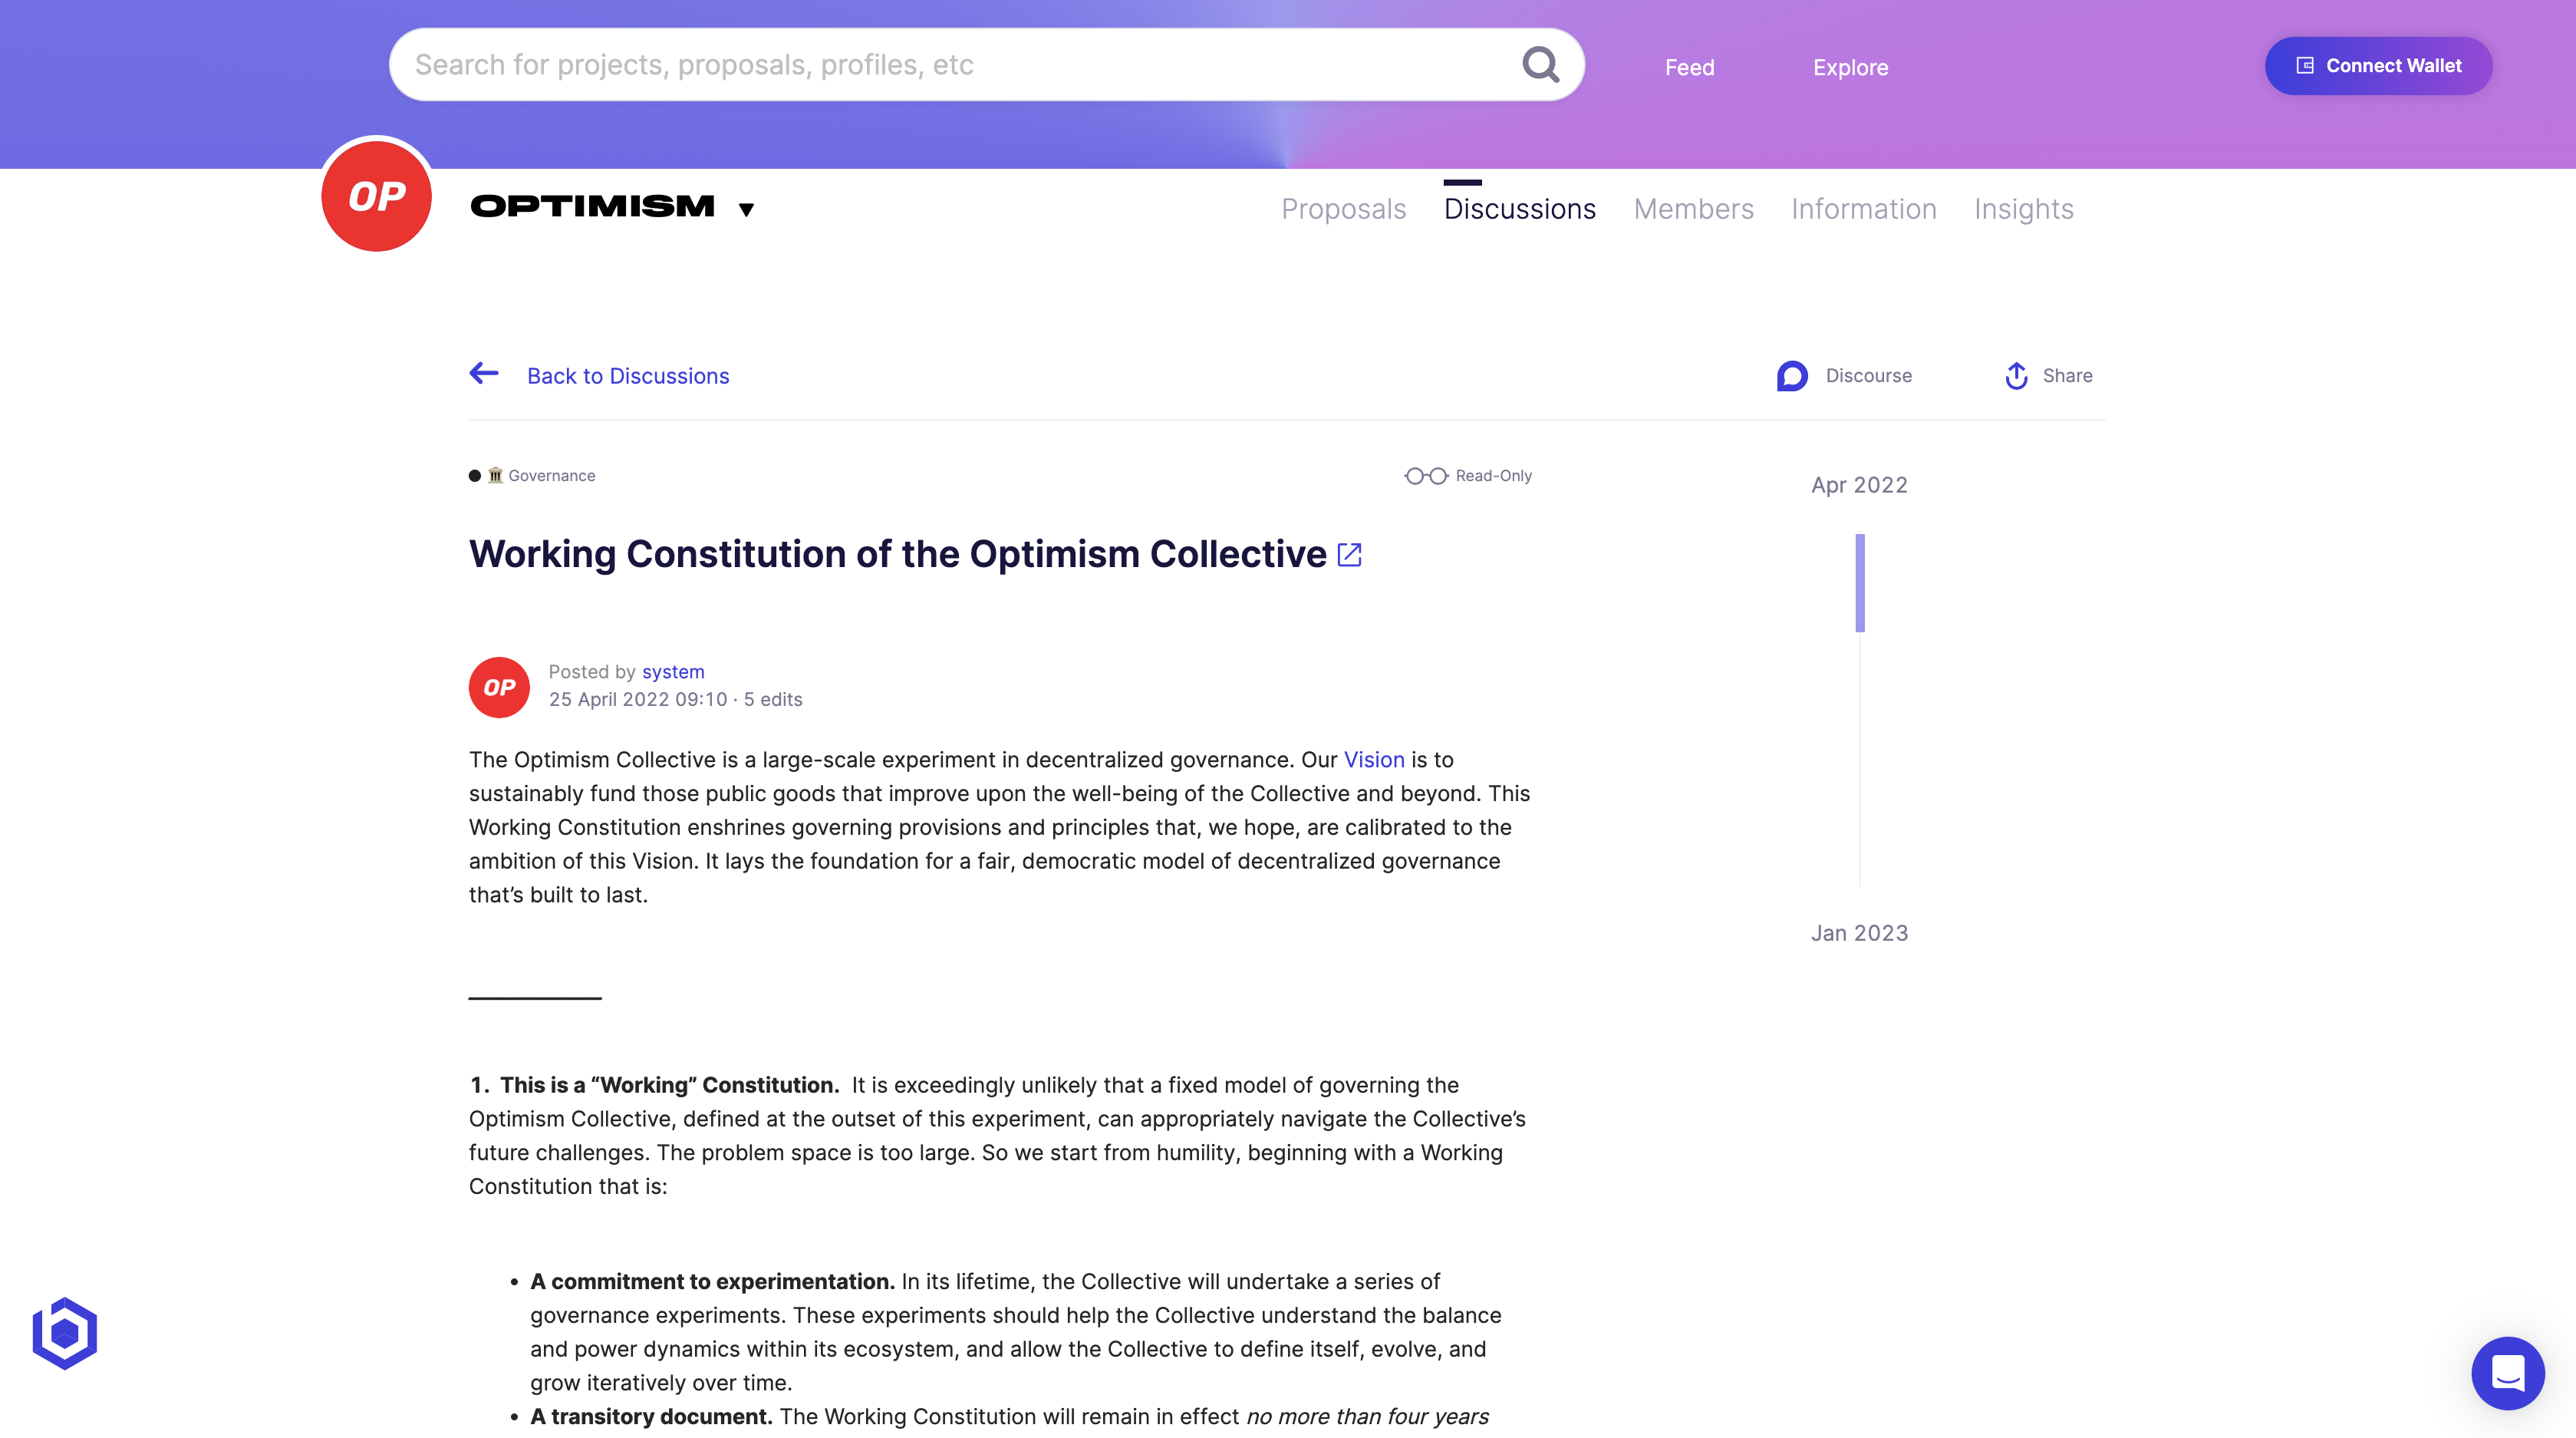 Search for projects, proposals, profiles, etc
Feed
Explore
Connect Wallet
OP
OPTIMISM
Proposals
Discussions
Members
Information
Insights
Back to Discussions
Discourse
Share
Governance
Read-Only
Apr 2022
Working Constitution of the Optimism Collective
OP
Posted by system
25 April 2022 09:10 · 5 edits
The Optimism Collective is a large-scale experiment in decentralized governance. Our Vision is to
sustainably fund those public goods that improve upon the well-being of the Collective and beyond. This
Working Constitution enshrines governing provisions and principles that, we hope, are calibrated to the
ambition of this Vision. It lays the foundation for a fair, democratic model of decentralized governance
that’s built to last.
Jan 2023
1. This is a “Working” Constitution. It is exceedingly unlikely that a fixed model of governing the
Optimism Collective, defined at the outset of this experiment, can appropriately navigate the Collective’s
future challenges. The problem space is too large. So we start from humility, beginning with a Working
Constitution that is:
• A commitment to experimentation. In its lifetime, the Collective will undertake a series of
governance experiments. These experiments should help the Collective understand the balance
and power dynamics within its ecosystem, and allow the Collective to define itself, evolve, and
grow iteratively over time.
• A transitory document. The Working Constitution will remain in effect no more than four years